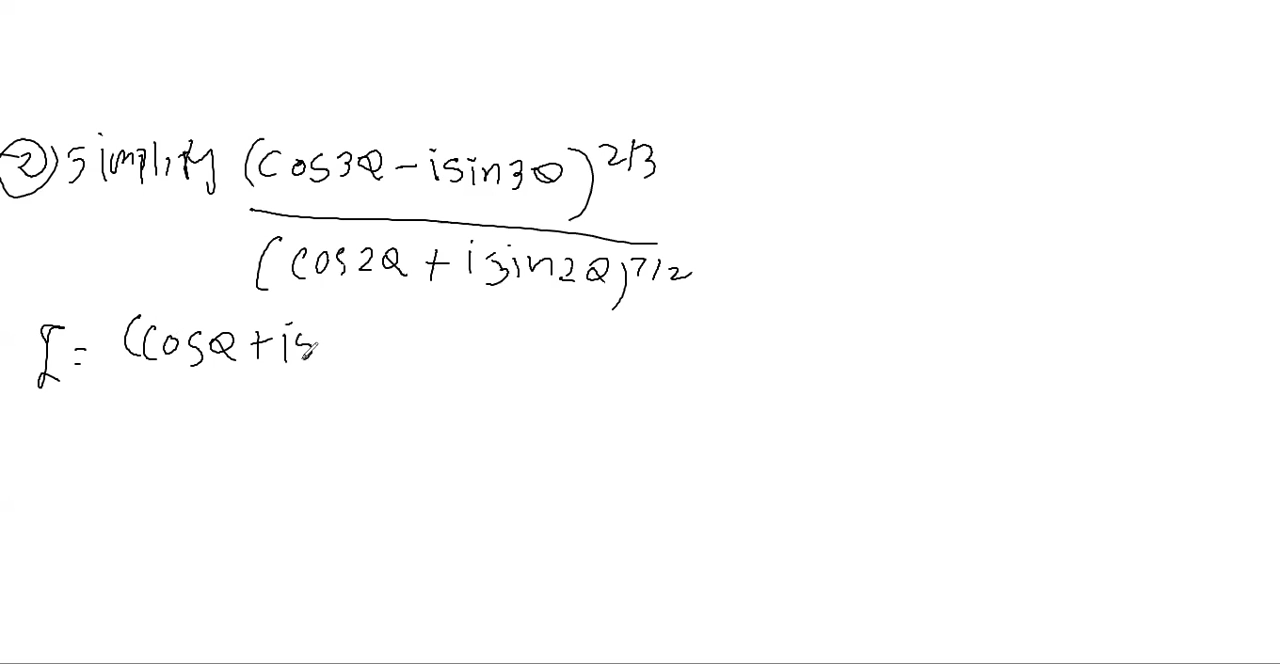 ② Simplify (cos3θ - isin3θ)^2/3
(cos2θ + isin2θ)^7/2
I = ((cosθ + is